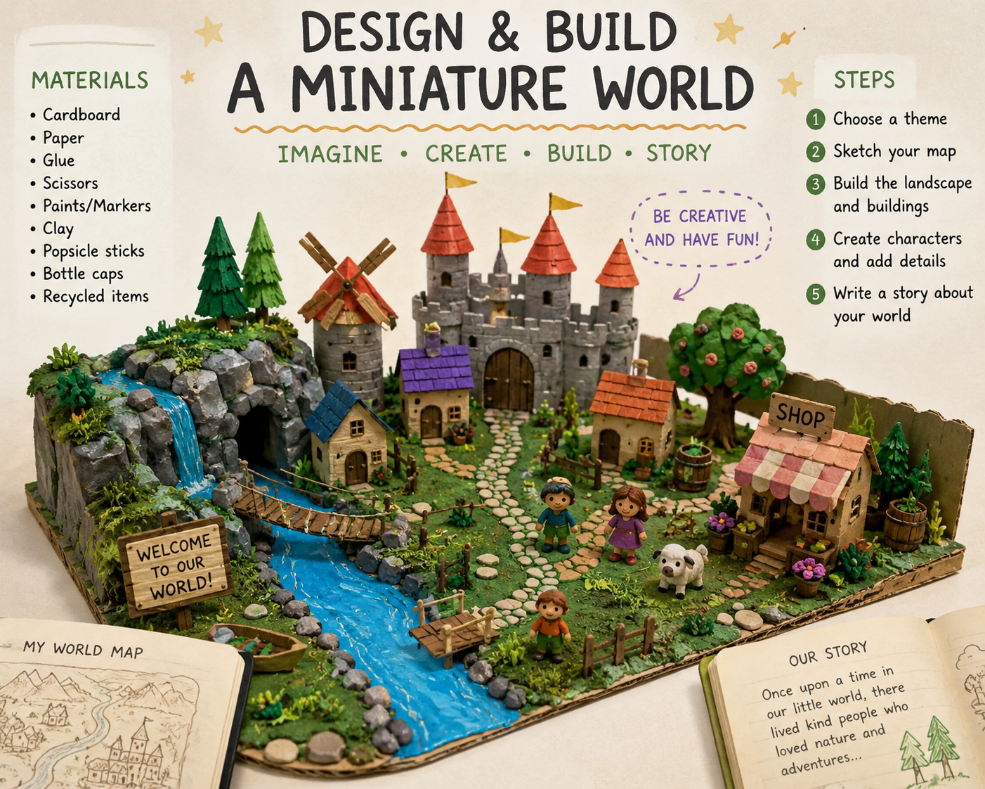 DESIGN & BUILD
A MINIATURE WORLD
IMAGINE • CREATE • BUILD • STORY
MATERIALS
• Cardboard
• Paper
• Glue
• Scissors
• Paints/Markers
• Clay
• Popsicle sticks
• Bottle caps
• Recycled items
STEPS
1 Choose a theme
2 Sketch your map
3 Build the landscape
and buildings
4 Create characters
and add details
5 Write a story about
your world
BE CREATIVE
AND HAVE FUN!
SHOP
WELCOME
TO OUR
WORLD!
MY WORLD MAP
OUR STORY
Once upon a time in
our little world, there
lived kind people who
loved nature and
adventures...